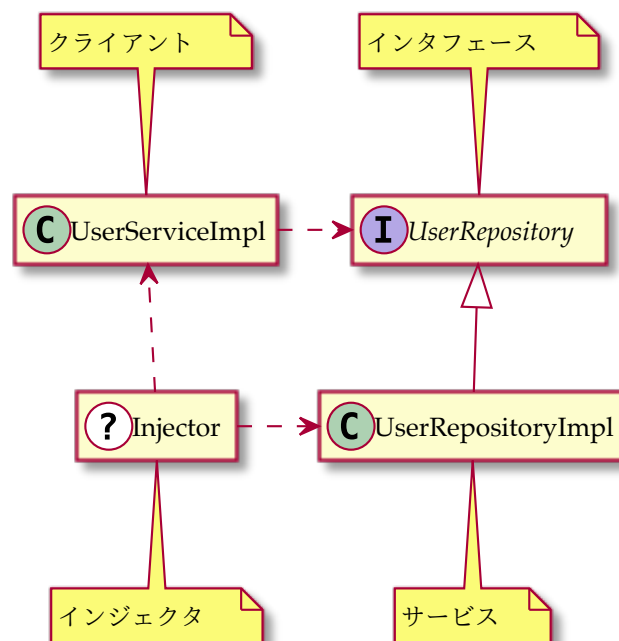 クライアント
インタフェース
C UserServiceImpl
I UserRepository
? Injector
C UserRepositoryImpl
インジェクタ
サービス